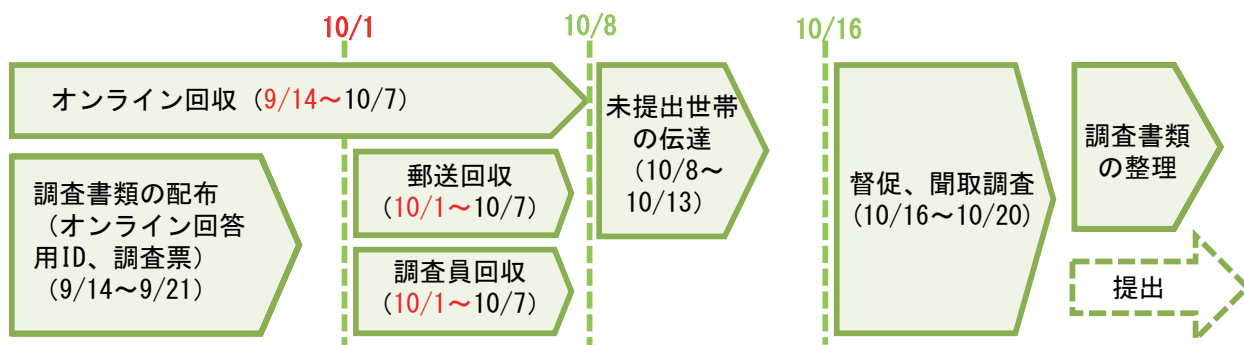 10/1
10/8
10/16
オンライン回収（9/14～10/7）
調査書類の配布
（オンライン回答
用ID、調査票）
（9/14～9/21）
郵送回収
（10/1～10/7）
調査員回収
（10/1～10/7）
未提出世帯
の伝達
（10/8～
10/13）
督促、聞取調査
（10/16～10/20）
調査書類
の整理
提出